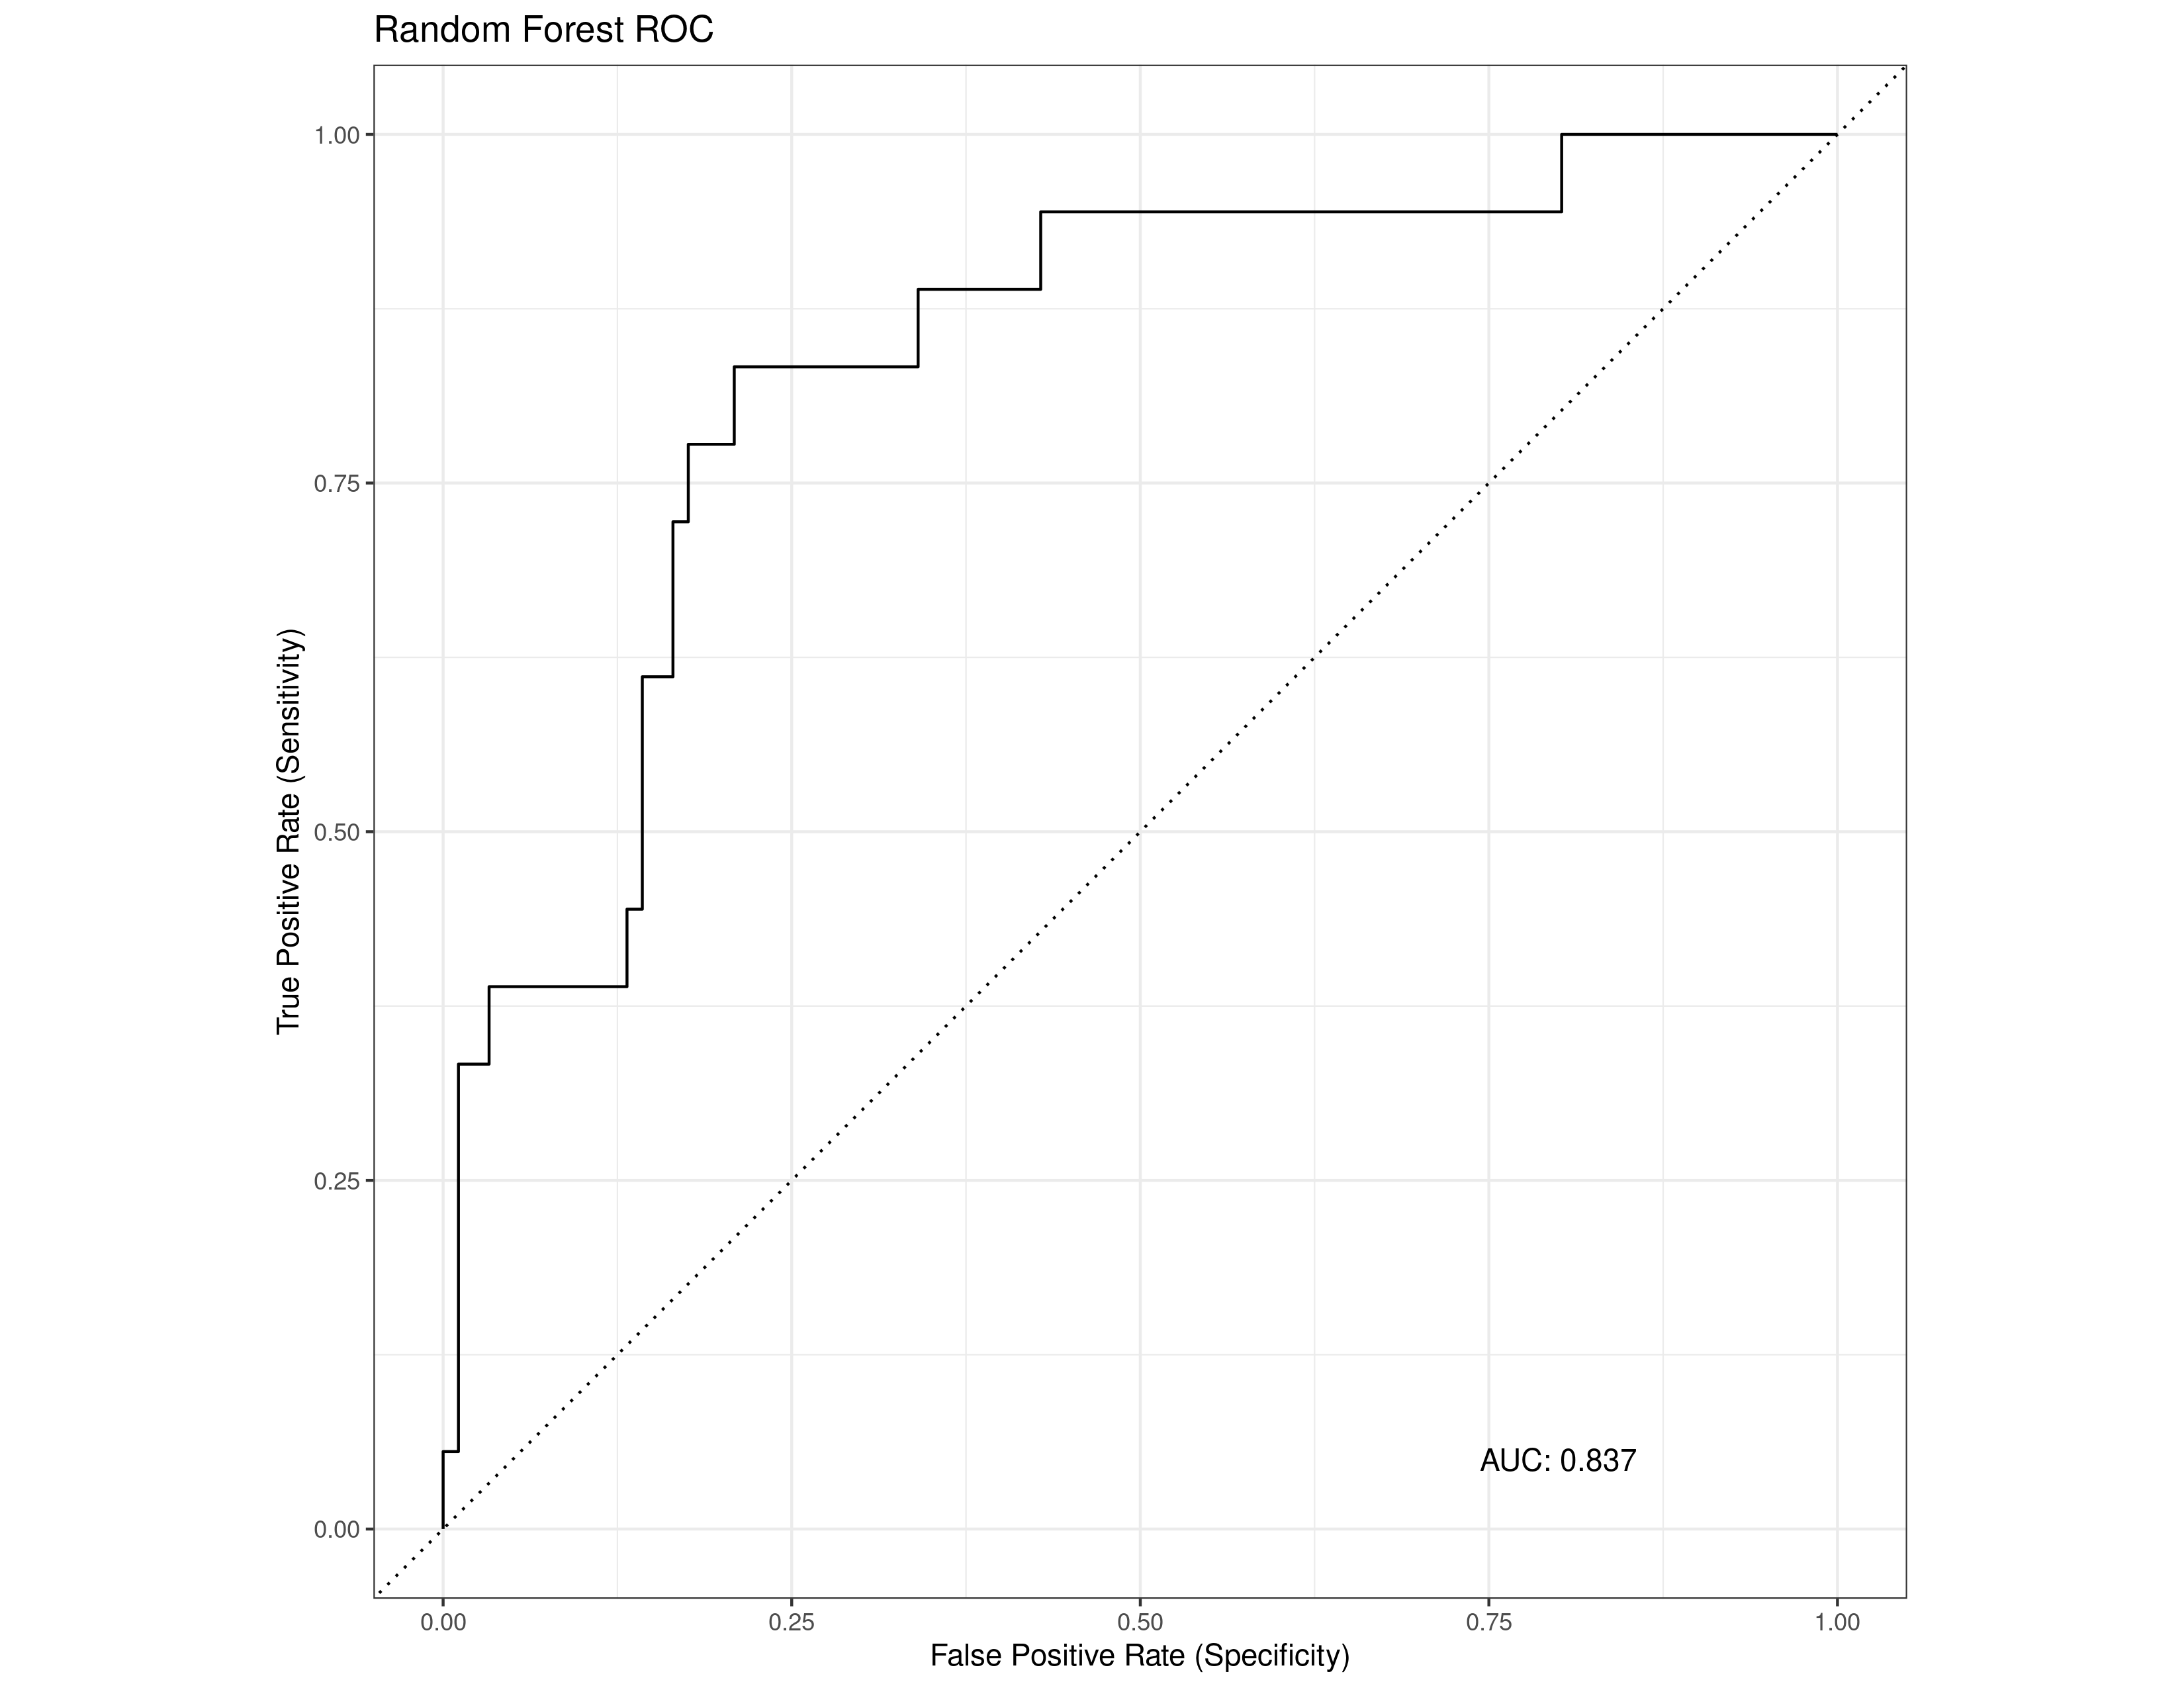 Random Forest ROC
1.00
0.75
0.50
0.25
0.00
True Positive Rate (Sensitivity)
AUC: 0.837
0.00 0.25 0.50 0.75 1.00
False Positive Rate (Specificity)